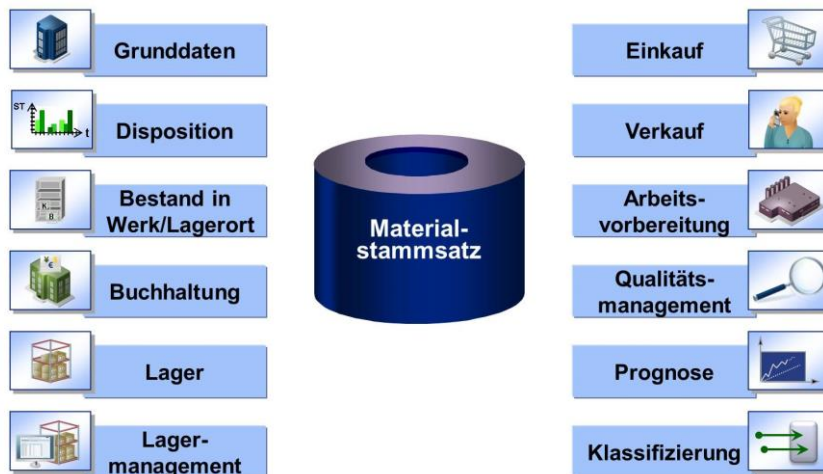 Grunddaten
ST
t
Disposition
Bestand in
Werk/Lagerort
Buchhaltung
Lager
Lager-
management
Material-
stammsatz
Einkauf
Verkauf
Arbeits-
vorbereitung
Qualitäts-
management
Prognose
Klassifizierung